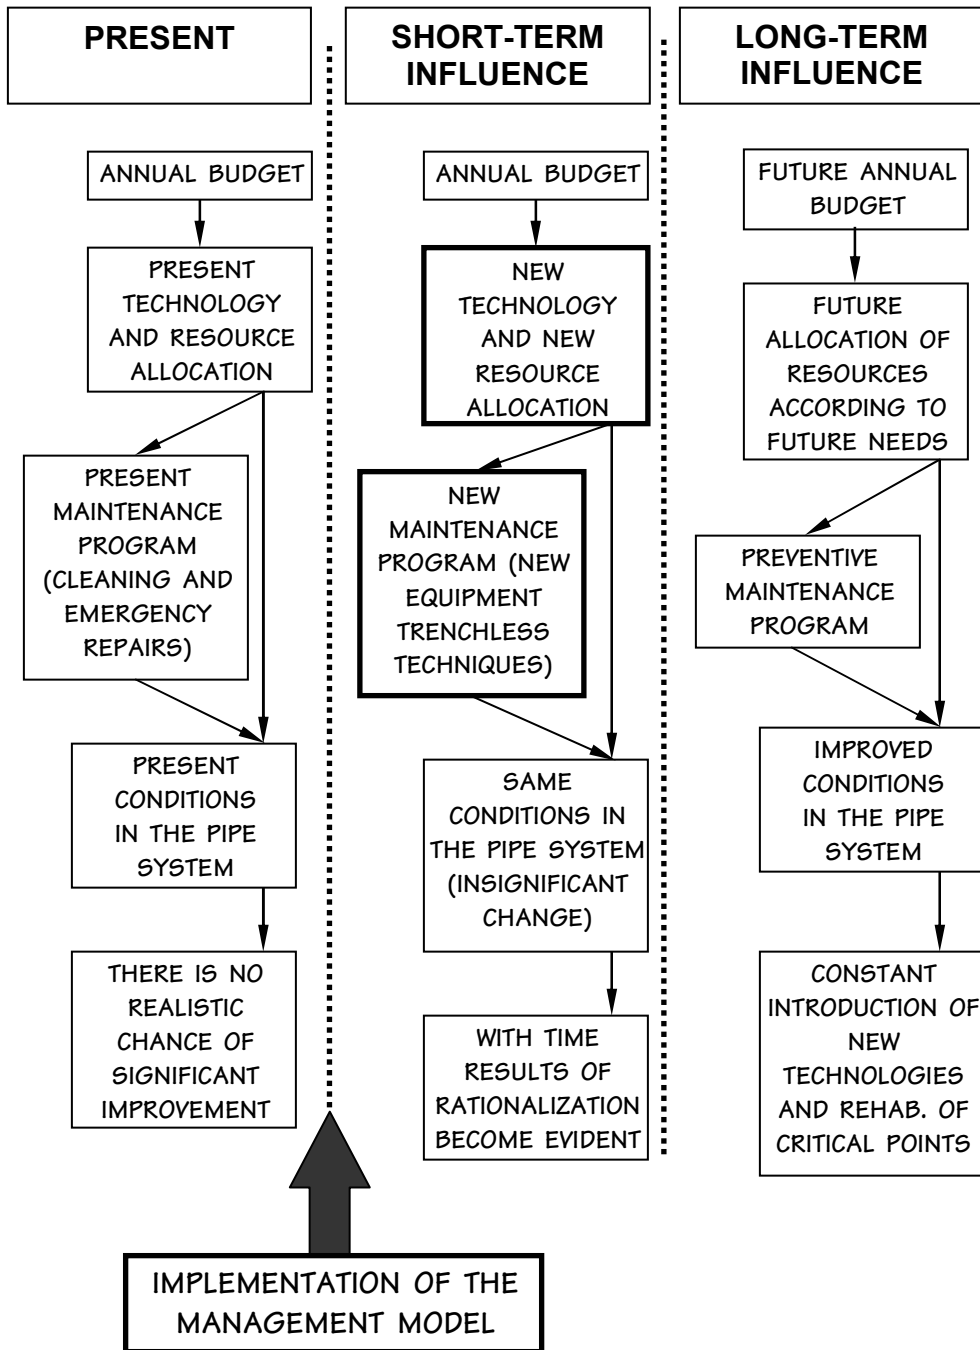 PRESENT
SHORT-TERM
INFLUENCE
LONG-TERM
INFLUENCE
ANNUAL BUDGET
PRESENT
TECHNOLOGY
AND RESOURCE
ALLOCATION
PRESENT
MAINTENANCE
PROGRAM
(CLEANING AND
EMERGENCY
REPAIRS)
PRESENT
CONDITIONS
IN THE PIPE
SYSTEM
THERE IS NO
REALISTIC
CHANCE OF
SIGNIFICANT
IMPROVEMENT
ANNUAL BUDGET
NEW
TECHNOLOGY
AND NEW
RESOURCE
ALLOCATION
NEW
MAINTENANCE
PROGRAM (NEW
EQUIPMENT
TRENCHLESS
TECHNIQUES)
SAME
CONDITIONS IN
THE PIPE SYSTEM
(INSIGNIFICANT
CHANGE)
WITH TIME
RESULTS OF
RATIONALIZATION
BECOME EVIDENT
FUTURE ANNUAL
BUDGET
FUTURE
ALLOCATION OF
RESOURCES
ACCORDING TO
FUTURE NEEDS
PREVENTIVE
MAINTENANCE
PROGRAM
IMPROVED
CONDITIONS
IN THE PIPE
SYSTEM
CONSTANT
INTRODUCTION OF
NEW
TECHNOLOGIES
AND REHAB. OF
CRITICAL POINTS
IMPLEMENTATION OF THE
MANAGEMENT MODEL